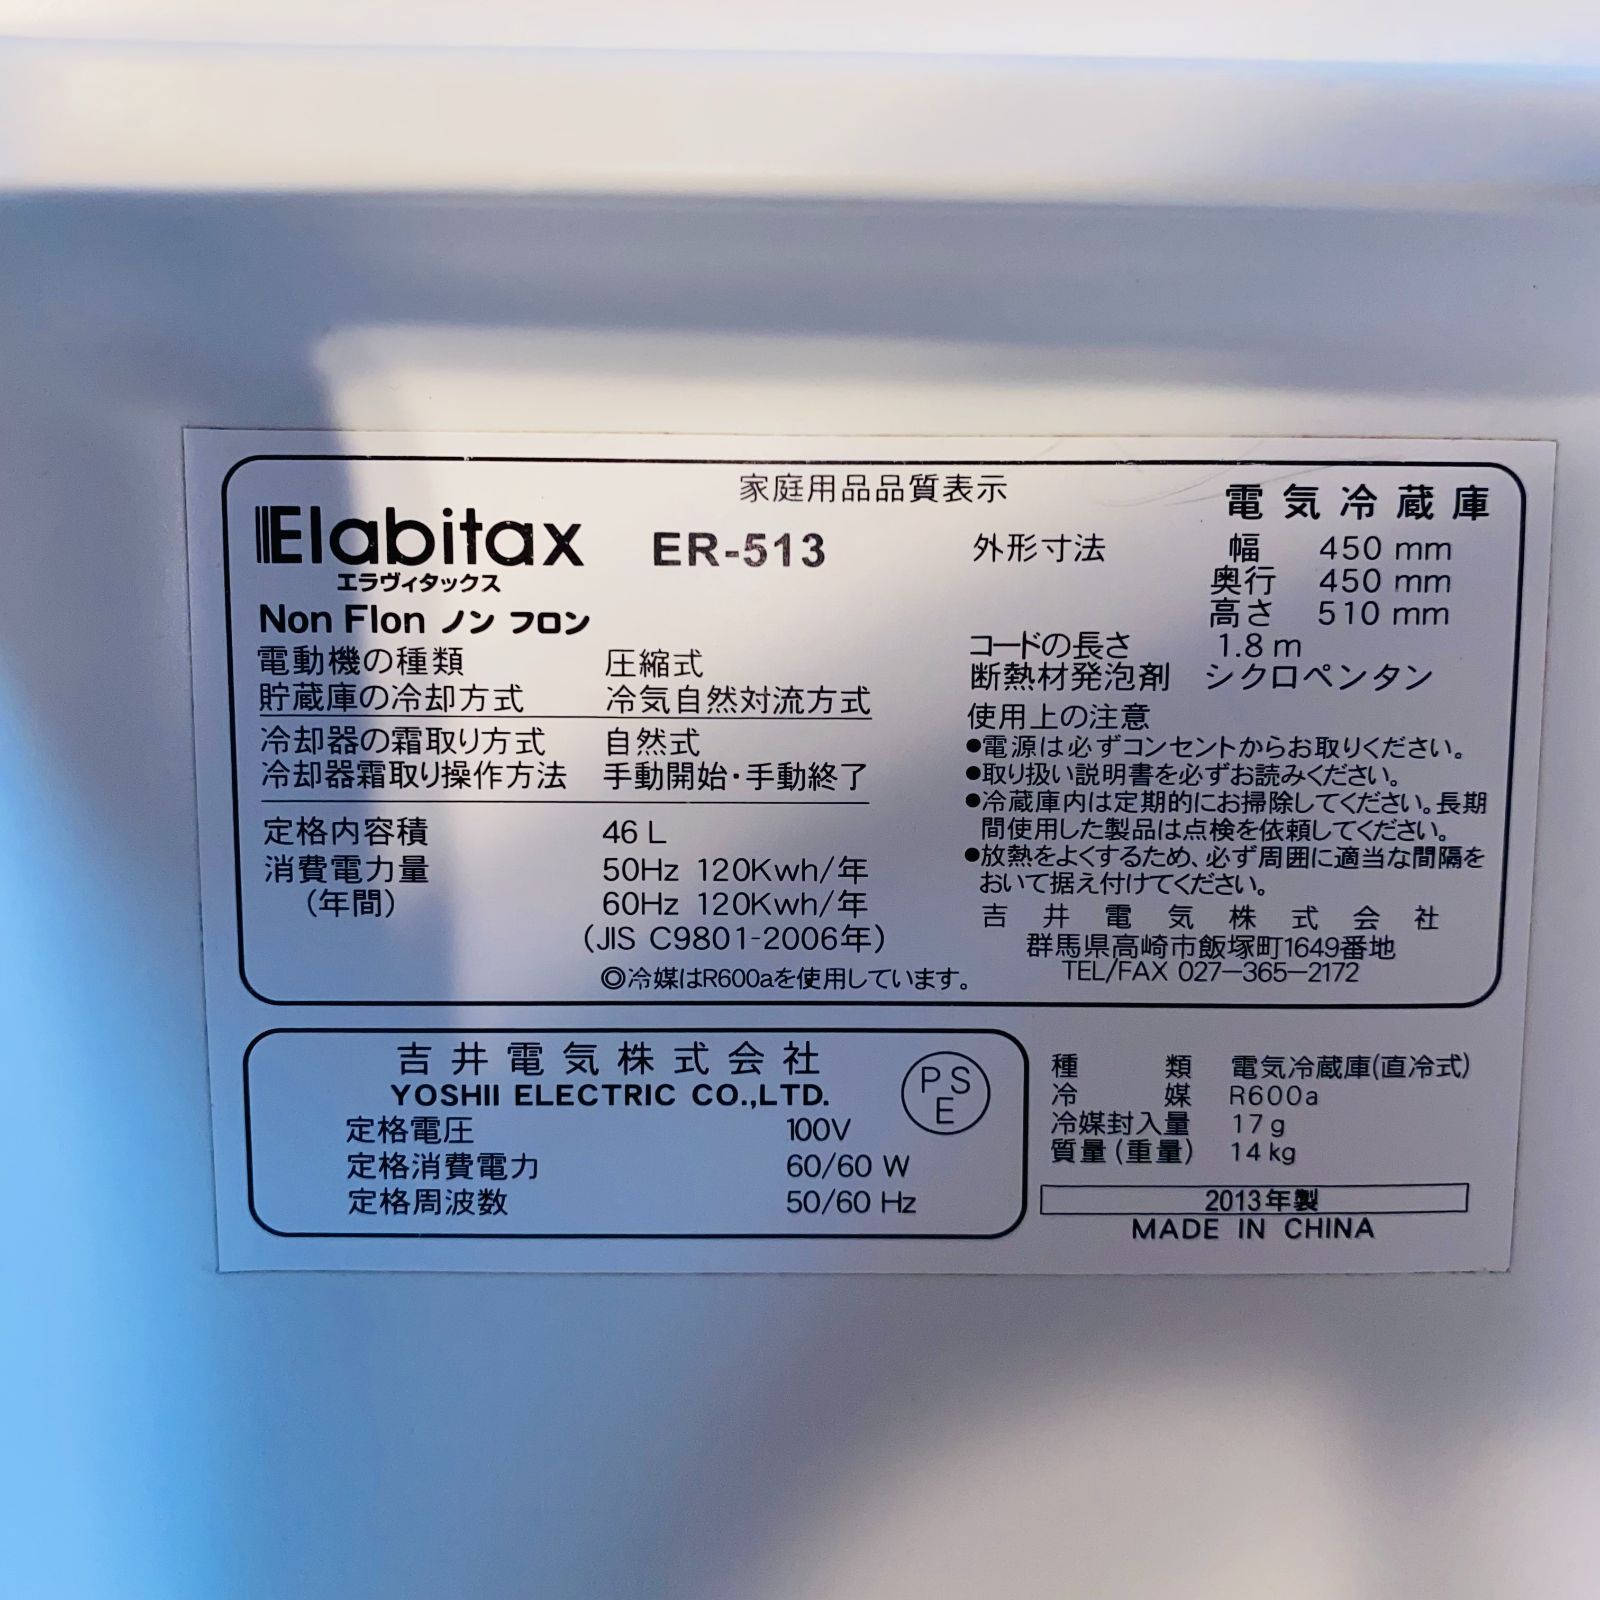 家庭用品品質表示
電気冷蔵庫
Elabitax ER-513
エラヴィタックス
Non Flon ノン フロン
電動機の種類 圧縮式
貯蔵庫の冷却方式 冷気自然対流方式
冷却器の霜取り方式 自然式
冷却器霜取り操作方法 手動開始・手動終了
定格内容積 46 L
消費電力量 50Hz 120Kwh/年
(年間) 60Hz 120Kwh/年
(JIS C9801-2006年)
◎冷媒はR600aを使用しています。
外形寸法 幅 450 mm
奥行 450 mm
高さ 510 mm
コードの長さ 1.8 m
断熱材発泡剤 シクロペンタン
使用上の注意
●電源は必ずコンセントからお取りください。
●取り扱い説明書を必ずお読みください。
●冷蔵庫内は定期的にお掃除してください。長期
間使用した製品は点検を依頼してください。
●放熱をよくするため、必ず周囲に適当な間隔を
おいて据え付けてください。
吉井電気株式会社
群馬県高崎市飯塚町1649番地
TEL/FAX 027-365-2172
吉井電気株式会社
YOSHII ELECTRIC CO.,LTD.
PS
E
定格電圧 100V
定格消費電力 60/60 W
定格周波数 50/60 Hz
種類 電気冷蔵庫(直冷式)
冷媒 R600a
冷媒封入量 17g
質量(重量) 14kg
2013年製
MADE IN CHINA